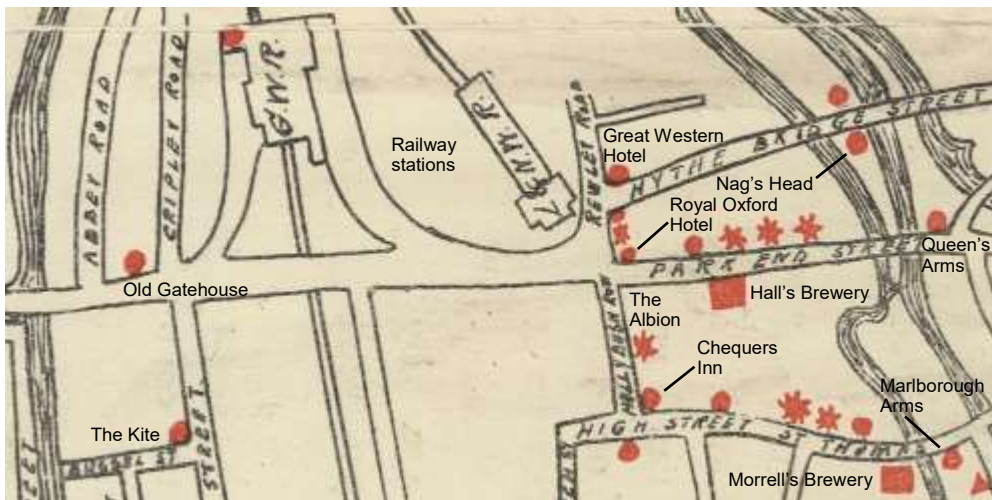 ABBEY ROAD
CRIPLEY ROAD
G.W.R.
Railway
stations
REWLEY ROAD
Great Western
Hotel
HYTHE BRIDGE STREET
Nag's Head
Royal Oxford
Hotel
PARK END STREET
Queen's
Arms
Old Gatehouse
Hall's Brewery
The
Albion
HOLLYBUSH ROW
Chequers
Inn
Marlborough
Arms
The Kite
STREET
HIGH STREET ST THOMAS
Morrell's Brewery